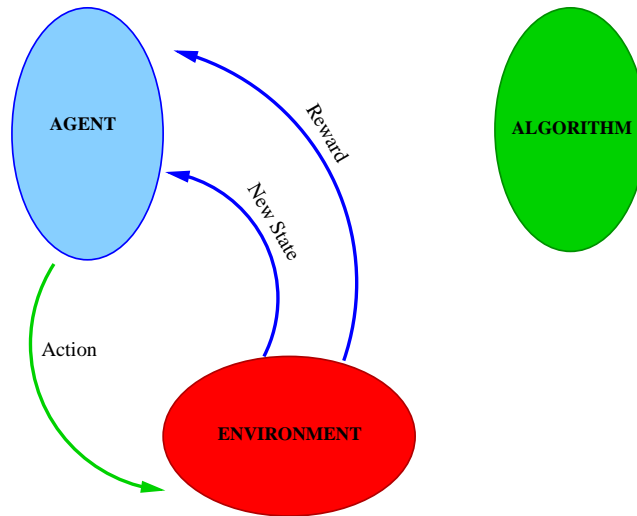 AGENT
ALGORITHM
Reward
New State
Action
ENVIRONMENT